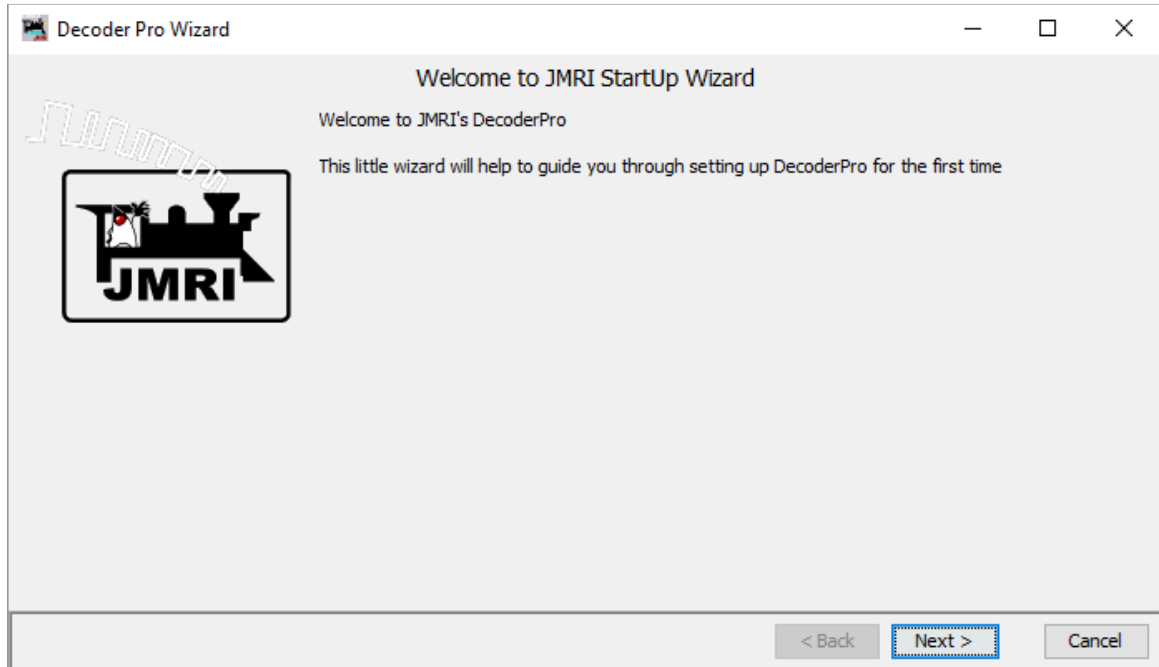 Decoder Pro Wizard
Welcome to JMRI StartUp Wizard
Welcome to JMRI's DecoderPro
This little wizard will help to guide you through setting up DecoderPro for the first time
JMRI
< Back
Next >
Cancel